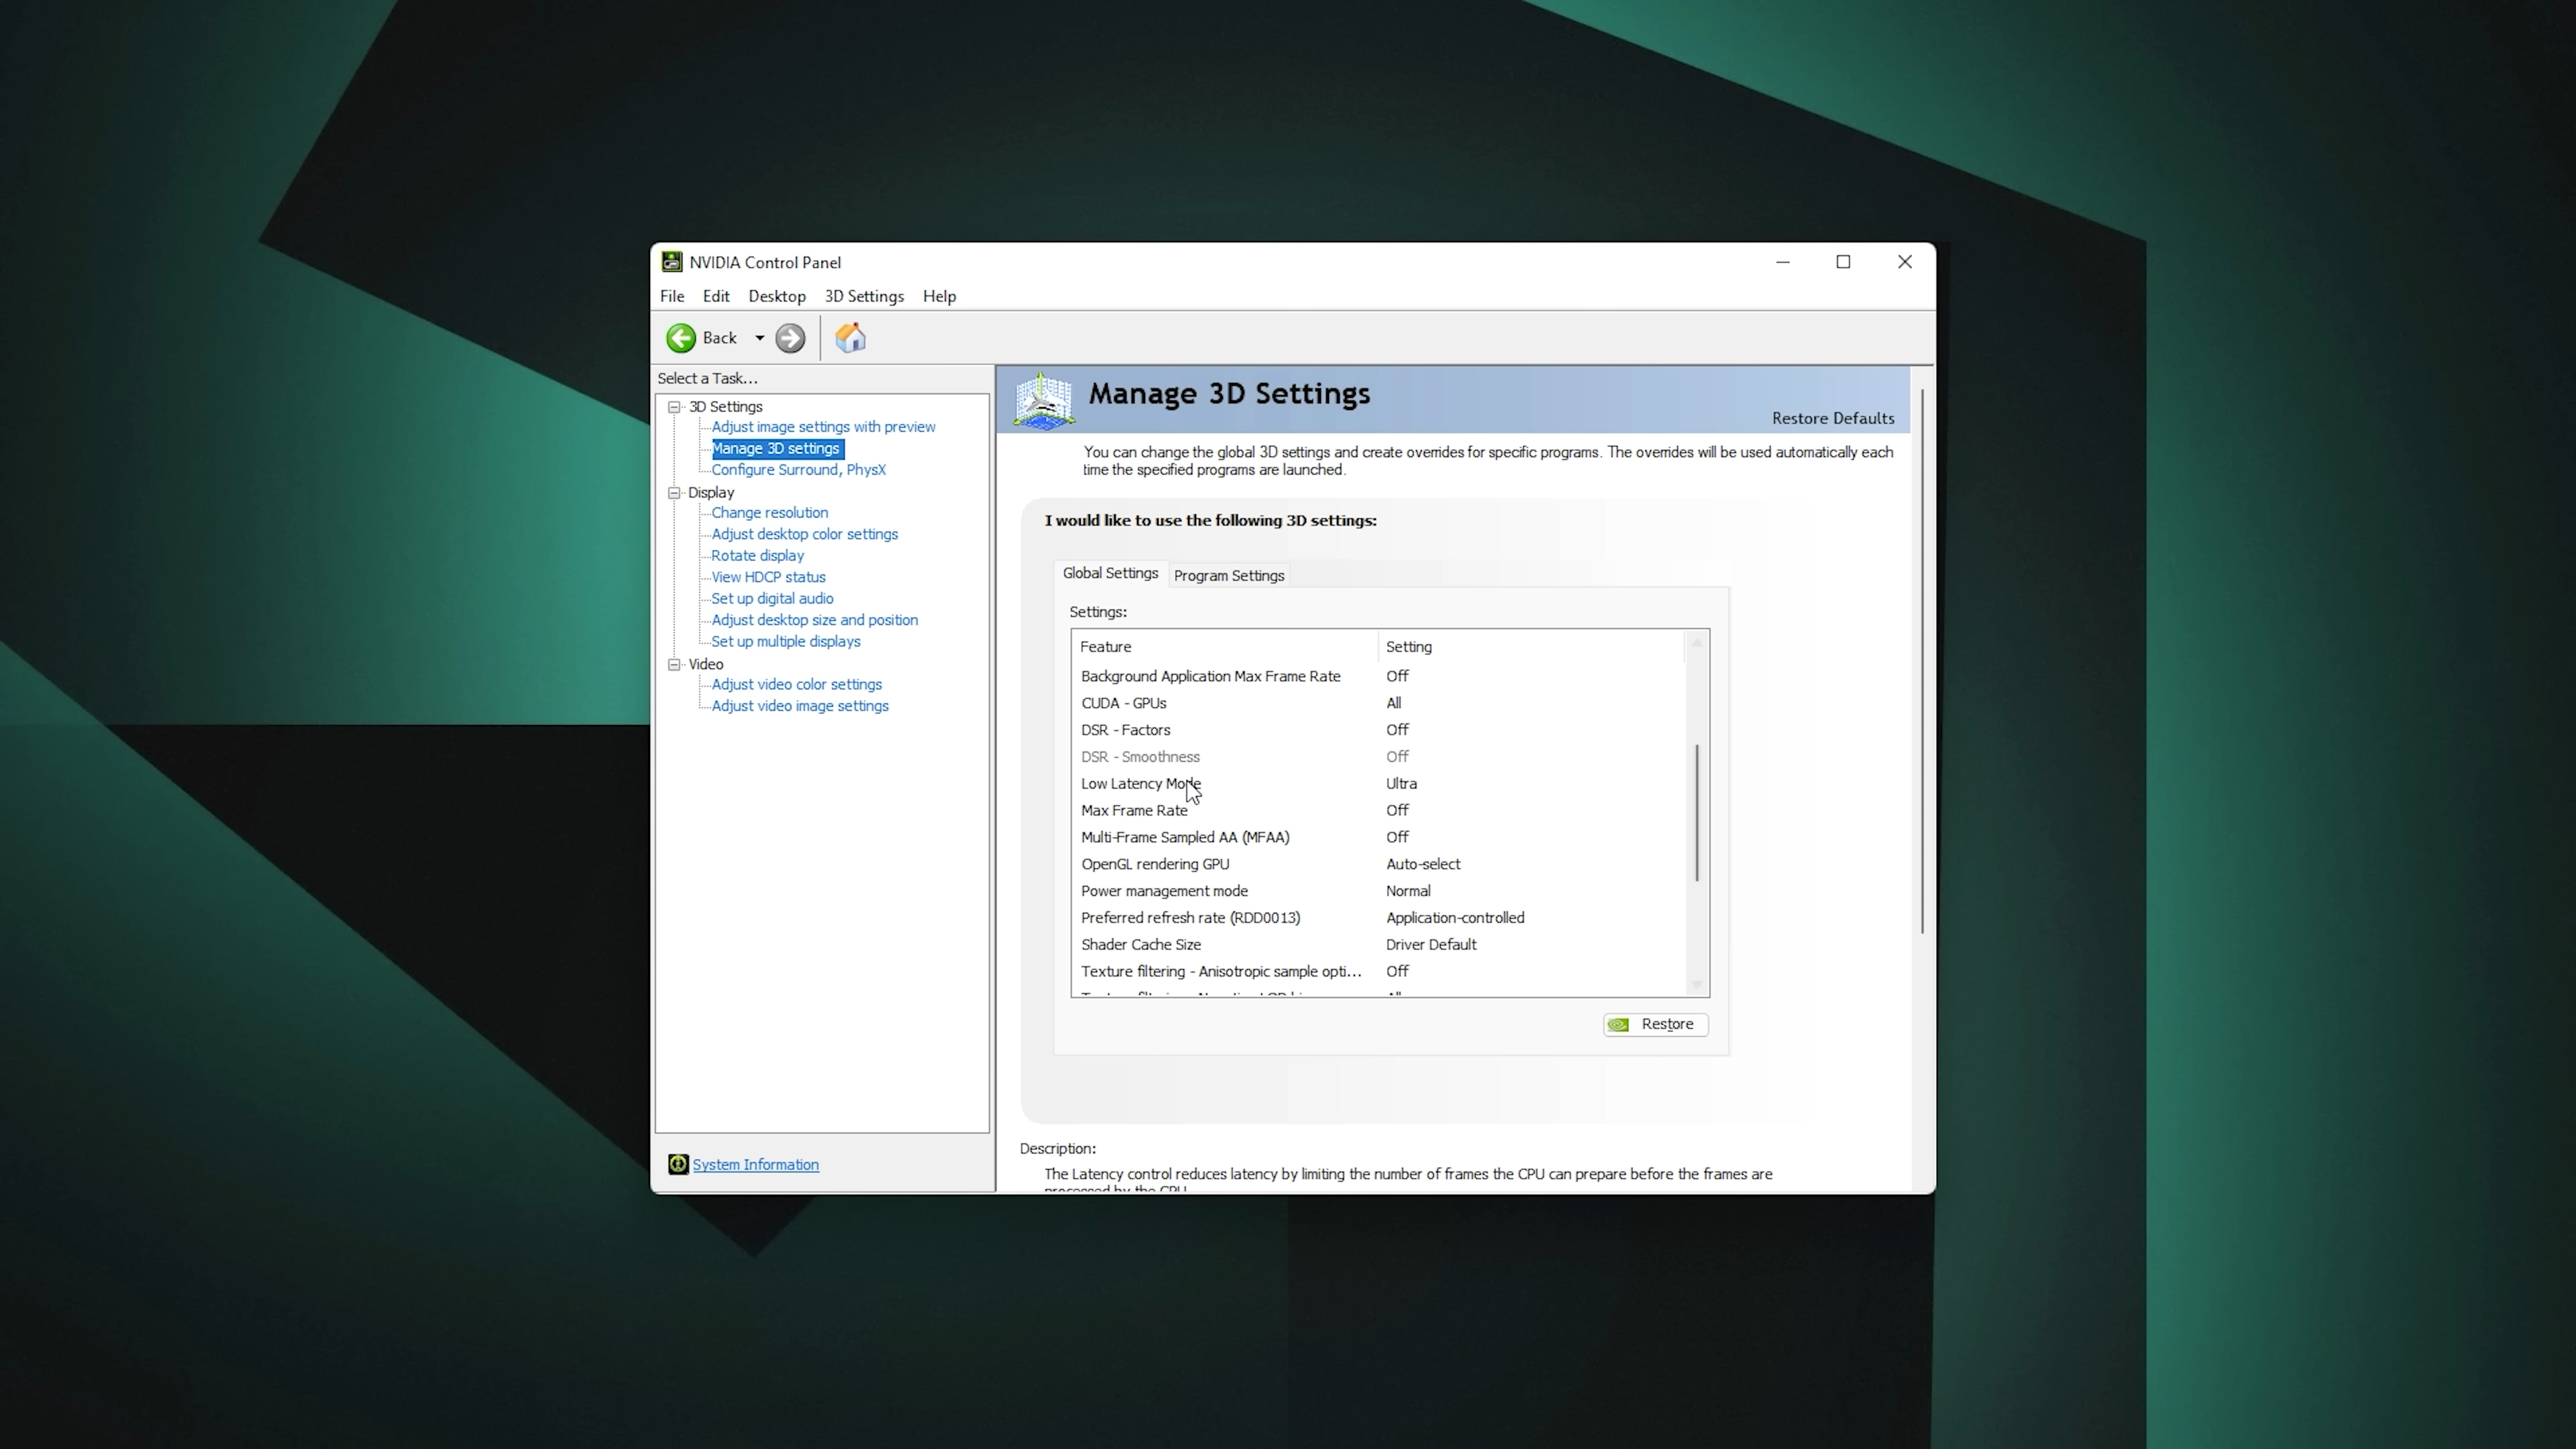 NVIDIA Control Panel
File Edit Desktop 3D Settings Help
Back
Select a Task...
3D Settings
Adjust image settings with preview
Manage 3D settings
Configure Surround, PhysX
Display
Change resolution
Adjust desktop color settings
Rotate display
View HDCP status
Set up digital audio
Adjust desktop size and position
Set up multiple displays
Video
Adjust video color settings
Adjust video image settings
System Information
Manage 3D Settings
Restore Defaults
You can change the global 3D settings and create overrides for specific programs. The overrides will be used automatically each
time the specified programs are launched.
I would like to use the following 3D settings:
Global Settings Program Settings
Settings:
Feature Setting
Background Application Max Frame Rate Off
CUDA - GPUs All
DSR - Factors Off
DSR - Smoothness Off
Low Latency Mode Ultra
Max Frame Rate Off
Multi-Frame Sampled AA (MFAA) Off
OpenGL rendering GPU Auto-select
Power management mode Normal
Preferred refresh rate (RDD0013) Application-controlled
Shader Cache Size Driver Default
Texture filtering - Anisotropic sample opti... Off
Restore
Description:
The Latency control reduces latency by limiting the number of frames the CPU can prepare before the frames are